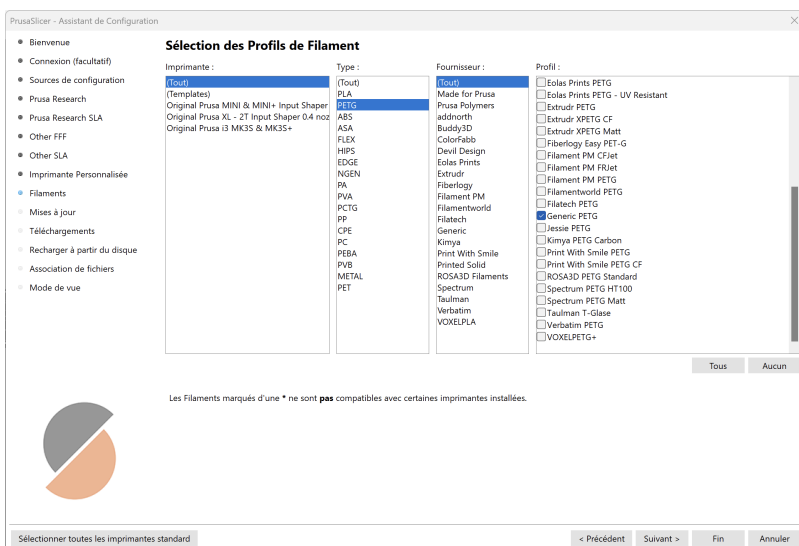 PrusaSlicer - Assistant de Configuration
Bienvenue
Connexion (facultatif)
Sources de configuration
Prusa Research
Prusa Research SLA
Other FFF
Other SLA
Imprimante Personnalisée
Filaments
Mises à jour
Téléchargements
Recharger à partir du disque
Association de fichiers
Mode de vue
Sélection des Profils de Filament
Imprimante :
(Tout)
(Templates)
Original Prusa MINI & MINI+ Input Shaper
Original Prusa XL - 2T Input Shaper 0.4 noz
Original Prusa i3 MK3S & MK3S+
Type :
(Tout)
PLA
PETG
ABS
ASA
FLEX
HIPS
EDGE
NGEN
PA
PVA
PCTG
PP
CPE
PC
PEBA
PVB
METAL
PET
Fournisseur :
(Tout)
Made for Prusa
Prusa Polymers
addnorth
Buddy3D
ColorFabb
Devil Design
Eolas Prints
Extrudr
Fiberlogy
Filament PM
Filamentworld
Filatech
Generic
Kimya
Print With Smile
Printed Solid
ROSA3D Filaments
Spectrum
Taulman
Verbatim
VOXELPLA
Profil :
Eolas Prints PETG
Eolas Prints PETG - UV Resistant
Extrudr PETG
Extrudr XPETG CF
Extrudr XPETG Matt
Fiberlogy Easy PET-G
Filament PM CFJet
Filament PM FRJet
Filament PM PETG
Filamentworld PETG
Filatech PETG
Generic PETG
Jessie PETG
Kimya PETG Carbon
Print With Smile PETG
Print With Smile PETG CF
ROSA3D PETG Standard
Spectrum PETG HT100
Spectrum PETG Matt
Taulman T-Glase
Verbatim PETG
VOXELPETG+
Tous
Aucun
Les Filaments marqués d'une * ne sont pas compatibles avec certaines imprimantes installées.
Sélectionner toutes les imprimantes standard
< Précédent
Suivant >
Fin
Annuler